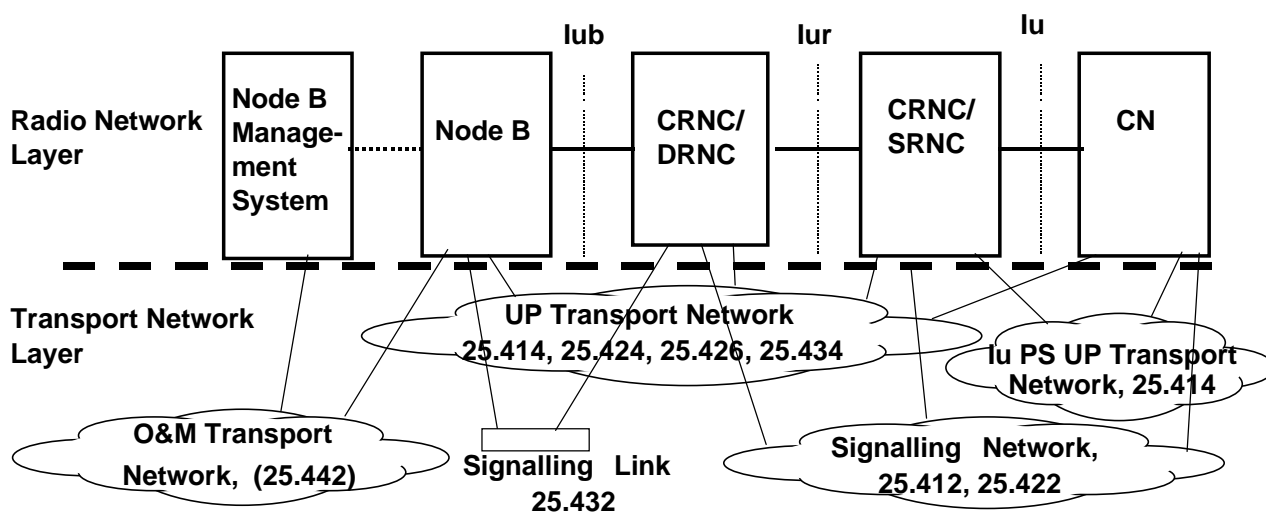 Iub
Iur
Iu
Radio Network
Layer
Node B
Manage-
ment
System
Node B
CRNC/
DRNC
CRNC/
SRNC
CN
Transport Network
Layer
UP Transport Network
25.414, 25.424, 25.426, 25.434
Iu PS UP Transport
Network, 25.414
O&M Transport
Network, (25.442)
Signalling Link
25.432
Signalling Network,
25.412, 25.422